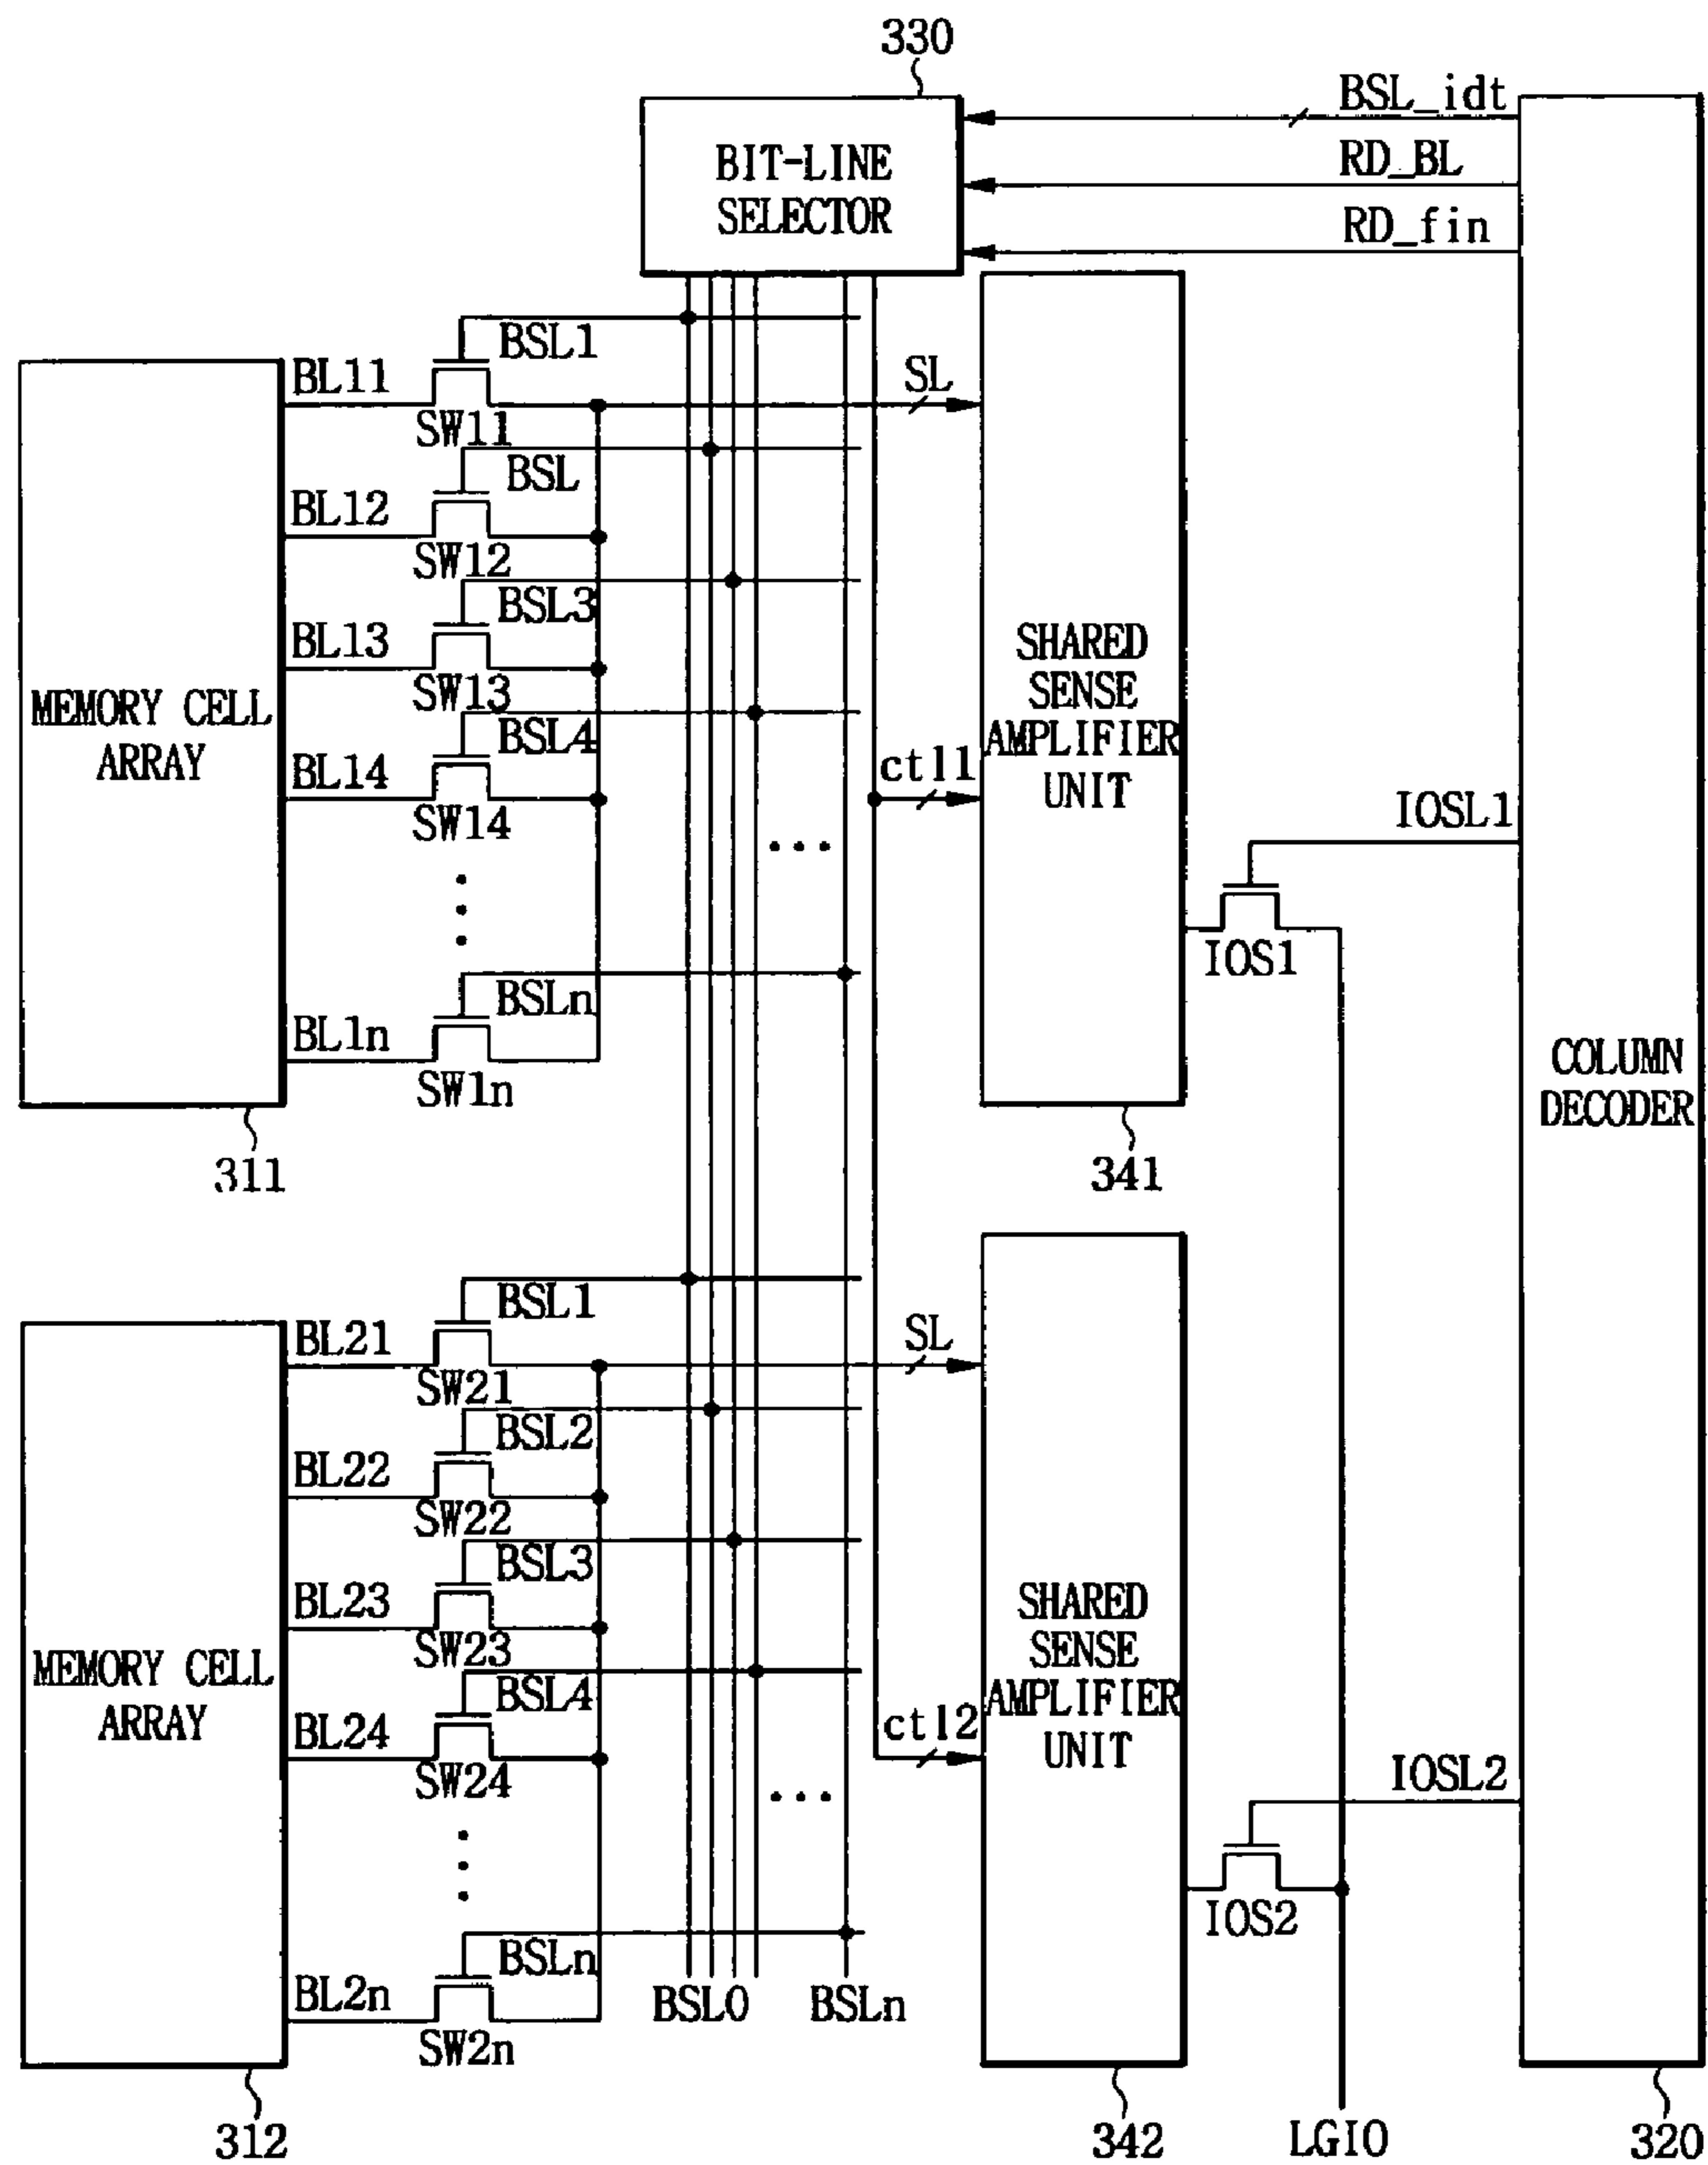 330
BSL_idt
RD_BL
RD_fin
BIT-LINE
SELECTOR
BSL1
BL11
SW11
SL
BSL
BL12
SW12
BSL3
BL13
SW13
BSL4
BL14
SW14
MEMORY CELL
ARRAY
SHARED
SENSE
AMPLIFIER
UNIT
ctl1
...
IOSL1
IOS1
BSLn
BL1n
SW1n
COLUMN
DECODER
311
341
BSL1
BL21
SW21
SL
BSL2
BL22
SW22
BSL3
BL23
SW23
BSL4
BL24
SW24
MEMORY CELL
ARRAY
SHARED
SENSE
AMPLIFIER
UNIT
ctl2
...
IOSL2
IOS2
BSLn
BL2n
SW2n
BSL0
BSLn
312
342
LGIO
320